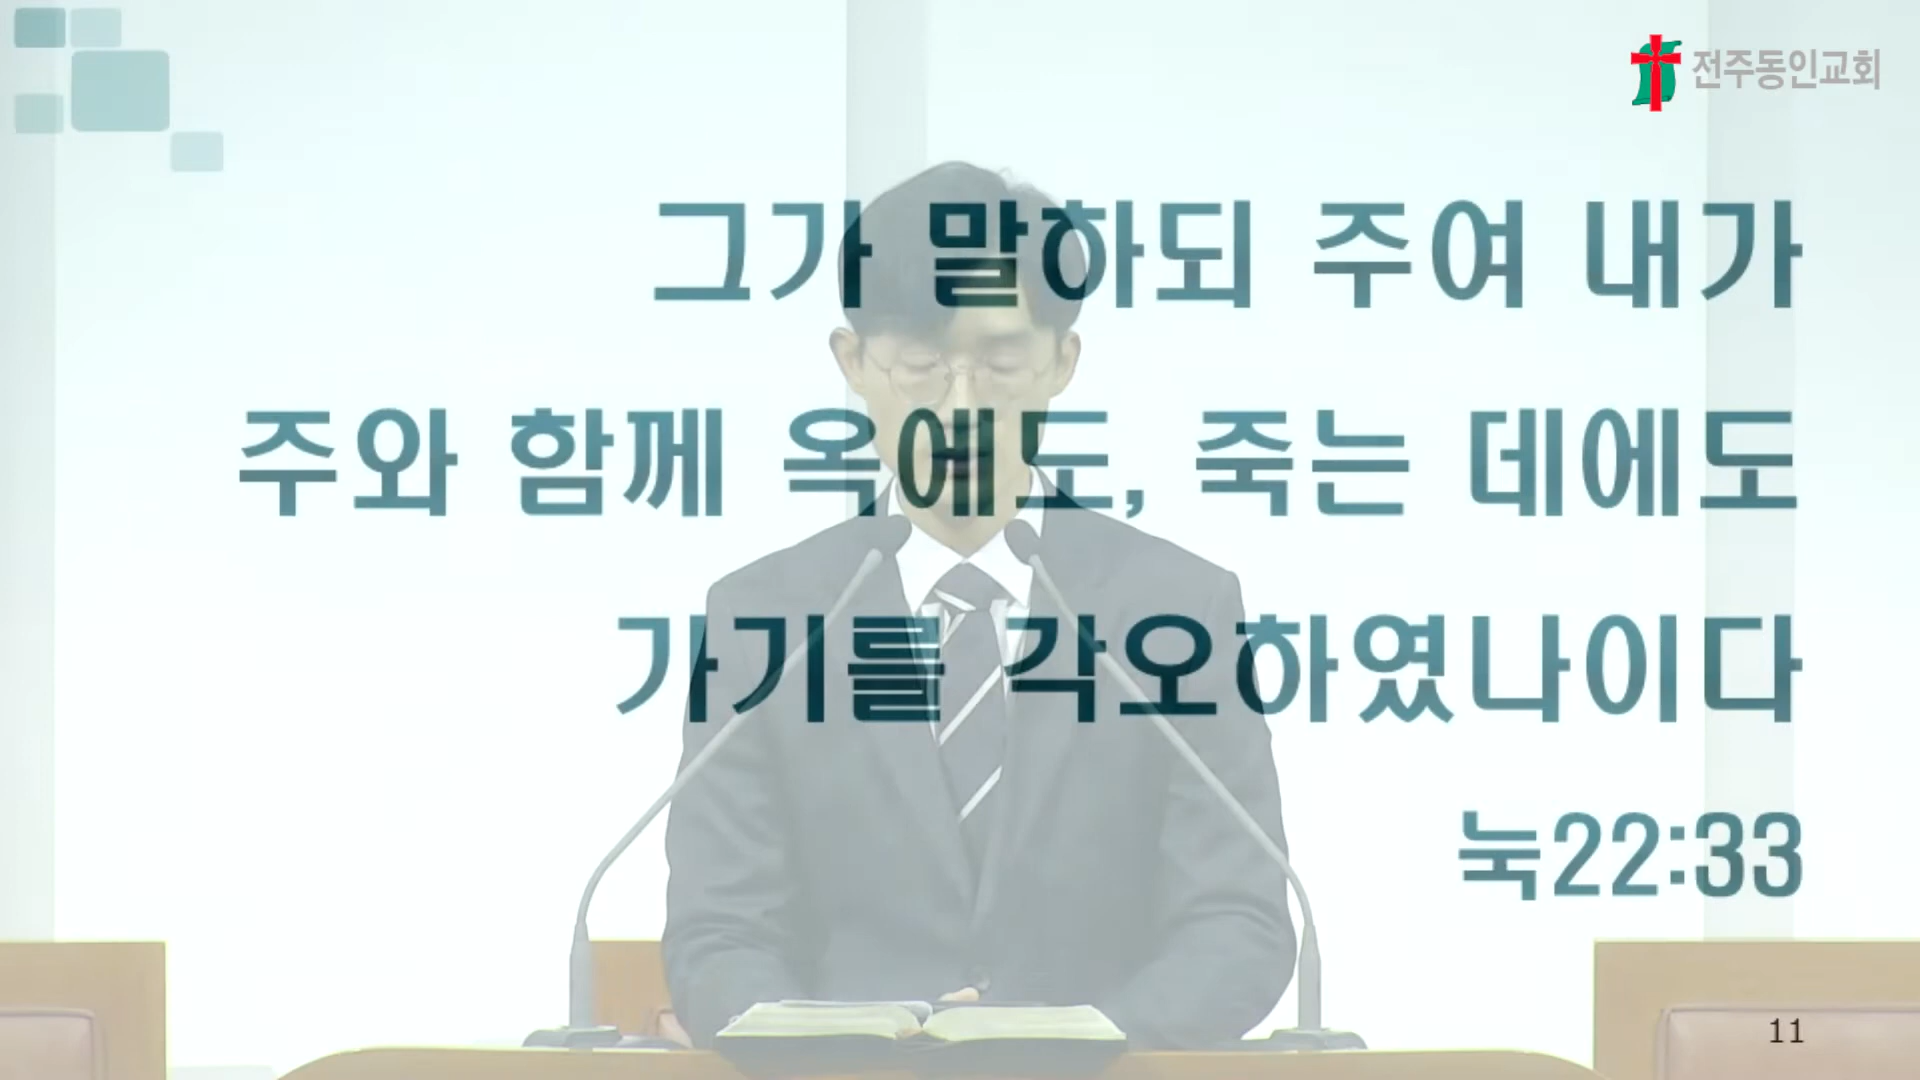 전주동인교회
그가 말하되 주여 내가
주와 함께 옥에도, 죽는 데에도
가기를 각오하였나이다
눅22:33
11